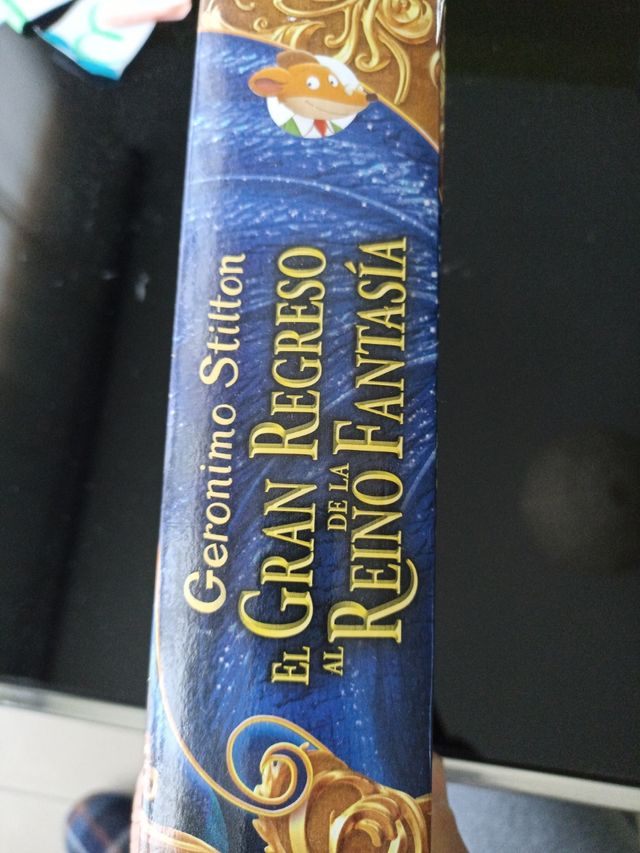 Geronimo Stilton
EL GRAN REGRESO
AL REINO DE LA FANTASÍA